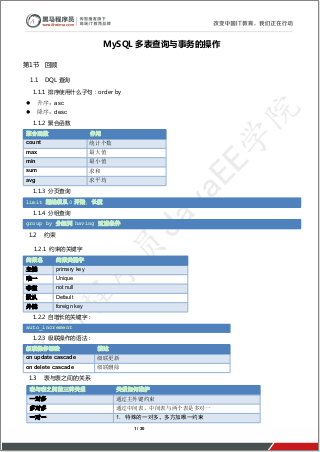 黑马程序员 传智播客旗下高端IT教育品牌
www.itheima.com
改变中国IT教育，我们正在行动
MySQL 多表查询与事务的操作
第1节 回顾
1.1 DQL 查询
1.1.1 排序使用什么子句：order by
● 升序：asc
● 降序：desc
1.1.2 聚合函数
聚合函数 作用
count 统计个数
max 最大值
min 最小值
sum 求和
avg 求平均
1.1.3 分页查询
limit 起始行从 0 开始，长度
1.1.4 分组查询
group by 分组列 having 过滤条件
1.2 约束
1.2.1 约束的关键字
约束名 约束关键字
主键 primary key
唯一 Unique
非空 not null
默认 Default
外键 foreign key
1.2.2 自增长的关键字：
auto_increment
1.2.3 级联操作的语法：
级联操作 描述
on update cascade 级联更新
on delete cascade 级联删除
1.3 表与表之间的关系
表与表之间的三种关系 关系如何维护
一对多 通过主外键约束
多对多 通过中间表，中间表与两个表是多对一
一对一 1. 特殊的一对多，多方加唯一约束
程序员JavaEE学院
1 / 30